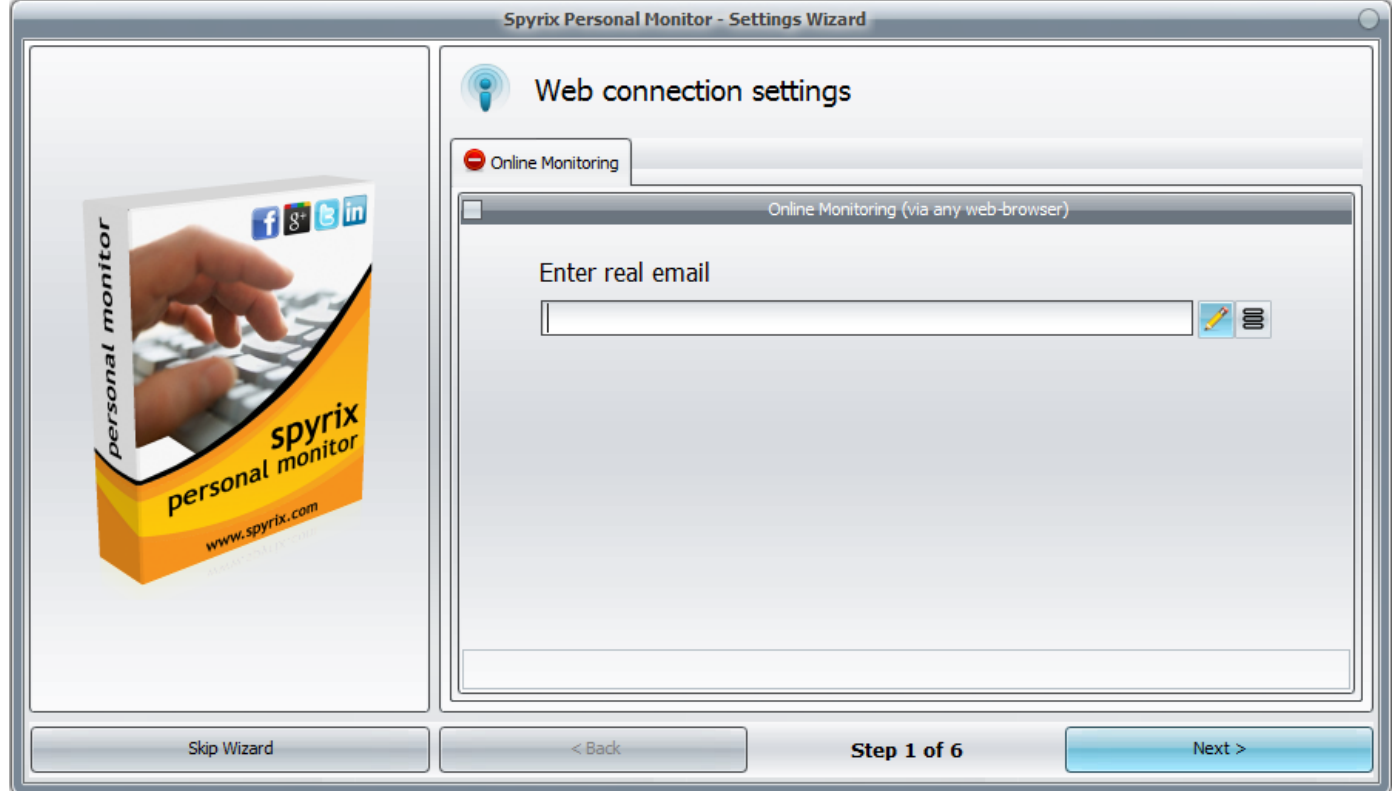 Spyrix Personal Monitor - Settings Wizard
Web connection settings
Online Monitoring
Online Monitoring (via any web-browser)
Enter real email
personal monitor
f g+ t in
spyrix
personal monitor
www.spyrix.com
Skip Wizard
< Back
Step 1 of 6
Next >